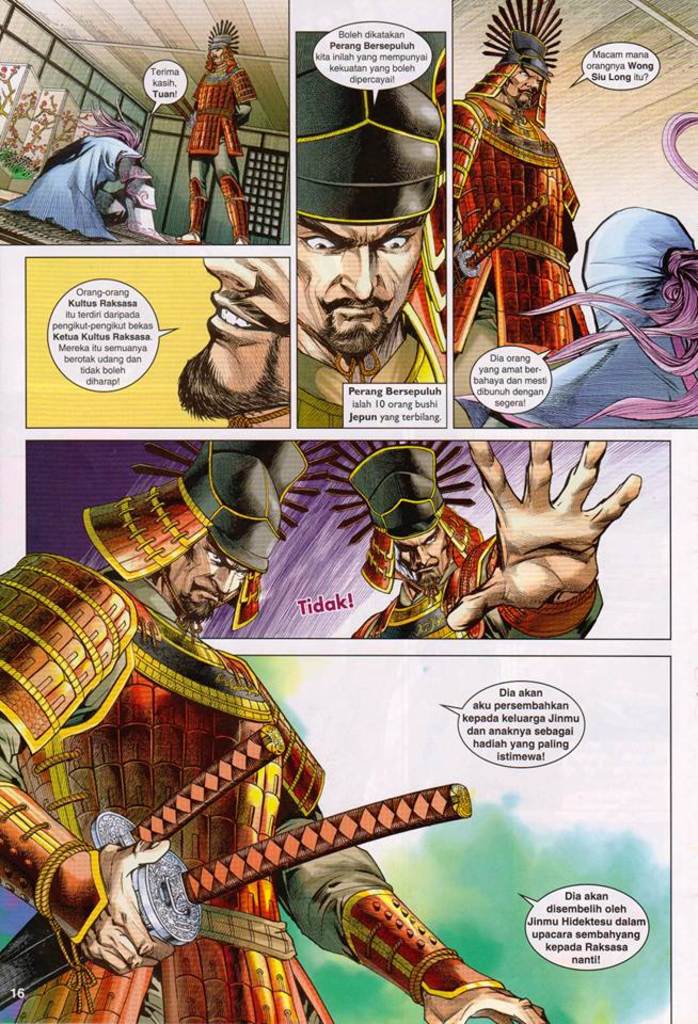 Terima
kasih,
Tuan!
Boleh dikatakan
Perang Bersepuluh
kita inilah yang mempunyai
kekuatan yang boleh
dipercayai!
Perang Bersepuluh
ialah 10 orang bushi
Jepun yang terbilang.
Macam mana
orangnya Wong
Siu Long itu?
Dia orang
yang amat ber-
bahaya dan mesti
dibunuh dengan
segera!
Orang-orang
Kultus Raksasa
itu terdiri daripada
pengikut-pengikut bekas
Ketua Kultus Raksasa.
Mereka itu semuanya
berotak udang dan
tidak boleh
diharap!
Tidak!
Dia akan
aku persembahkan
kepada keluarga Jinmu
dan anaknya sebagai
hadiah yang paling
istimewa!
Dia akan
disembelih oleh
Jinmu Hidektesu dalam
upacara sembahyang
kepada Raksasa
nanti!
16